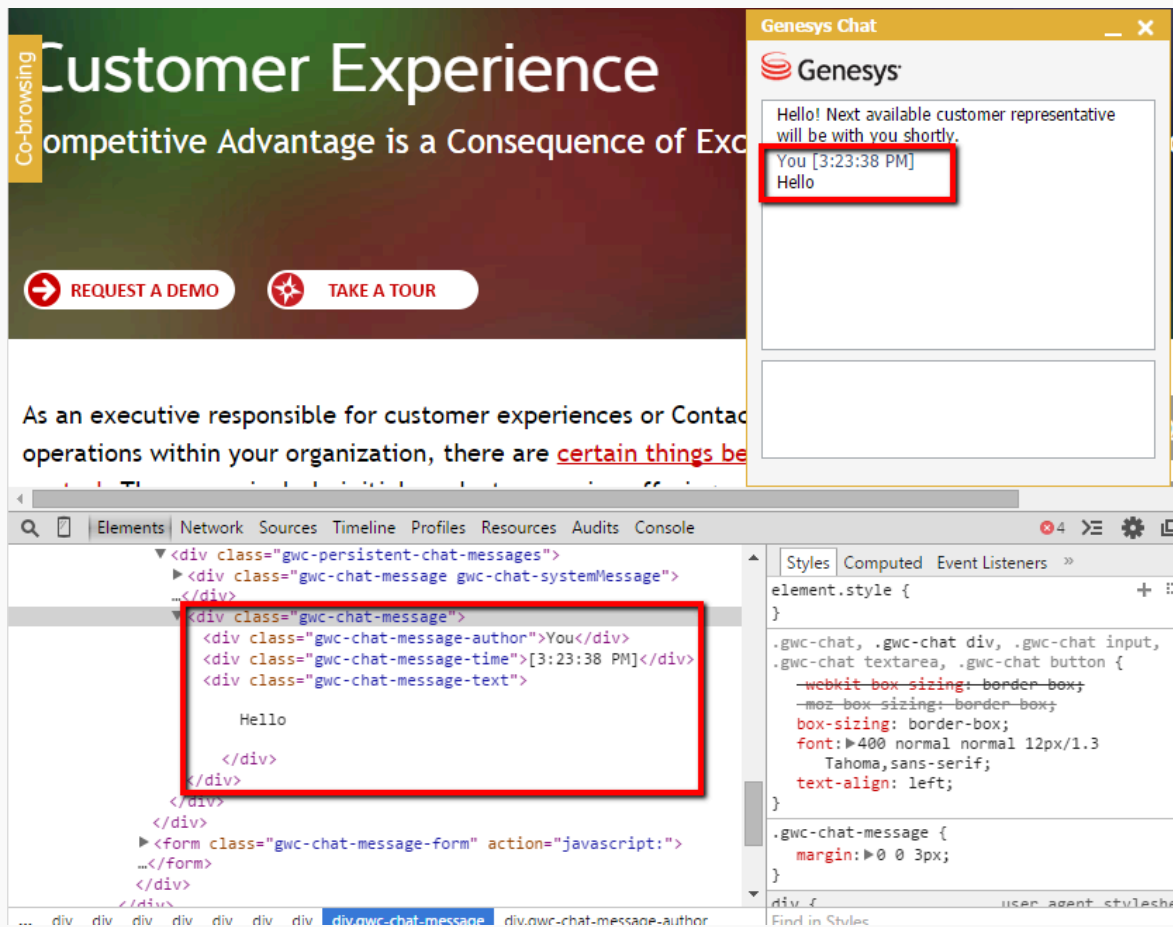 Co-browsing
Customer Experience
ompetitive Advantage is a Consequence of Exc
REQUEST A DEMO
TAKE A TOUR
Genesys Chat
Genesys
Hello! Next available customer representative
will be with you shortly.
You [3:23:38 PM]
Hello
As an executive responsible for customer experiences or Contac
operations within your organization, there are certain things be
Elements Network Sources Timeline Profiles Resources Audits Console
4
▼<div class="gwc-persistent-chat-messages">
▶<div class="gwc-chat-message gwc-chat-systemMessage">
…</div>
▼<div class="gwc-chat-message">
<div class="gwc-chat-message-author">You</div>
<div class="gwc-chat-message-time">[3:23:38 PM]</div>
<div class="gwc-chat-message-text">
Hello
</div>
</div>
</div>
</div>
▶<form class="gwc-chat-message-form" action="javascript:">
…</form>
</div>
</div>
... div div div div div div div div.gwc-chat-message div.gwc-chat-message-author
Styles Computed Event Listeners »
element.style {
}
.gwc-chat, .gwc-chat div, .gwc-chat input,
.gwc-chat textarea, .gwc-chat button {
-webkit-box-sizing: border-box;
-moz-box-sizing: border-box;
box-sizing: border-box;
font:▶400 normal normal 12px/1.3
Tahoma,sans-serif;
text-align: left;
}
.gwc-chat-message {
margin:▶0 0 3px;
}
div { user agent styleshe
Find in Styles